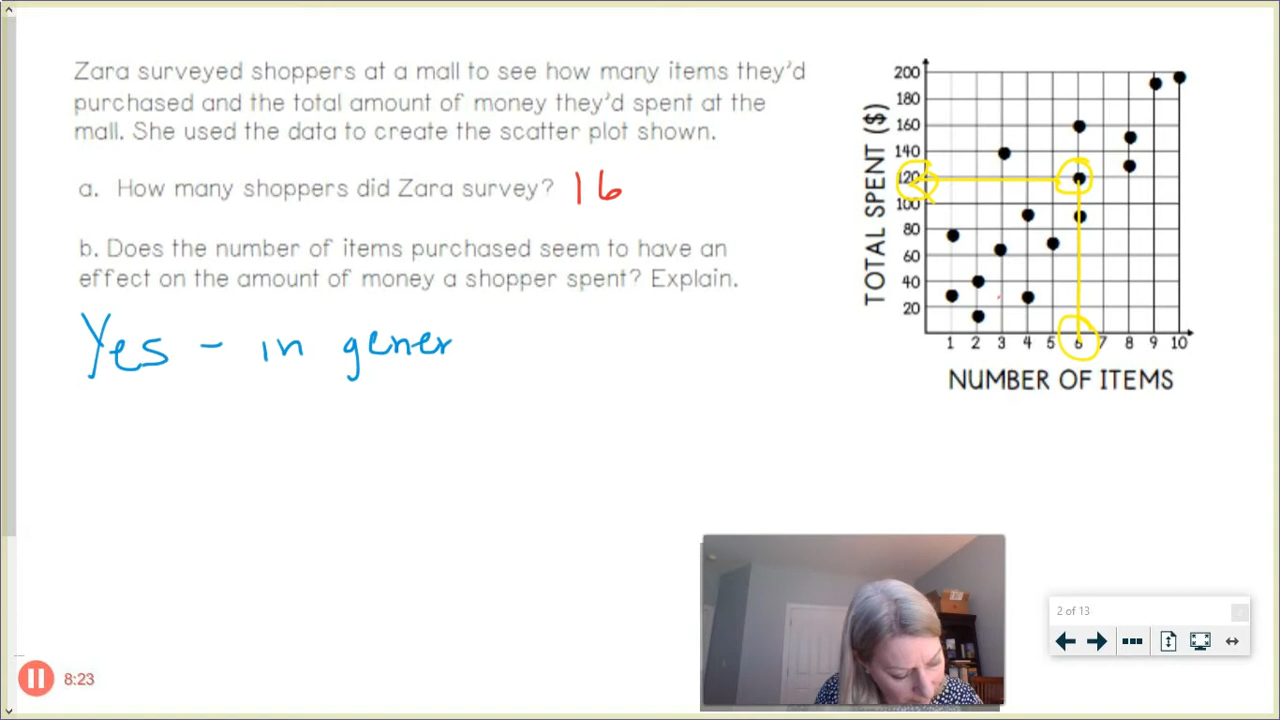 Zara surveyed shoppers at a mall to see how many items they'd
purchased and the total amount of money they'd spent at the
mall. She used the data to create the scatter plot shown.
a. How many shoppers did Zara survey? 16
b. Does the number of items purchased seem to have an
effect on the amount of money a shopper spent? Explain.
Yes - in gener
TOTAL SPENT ($)
200
180
160
140
120
100
80
60
40
20
1 2 3 4 5 6 7 8 9 10
NUMBER OF ITEMS
2 of 13
8:23